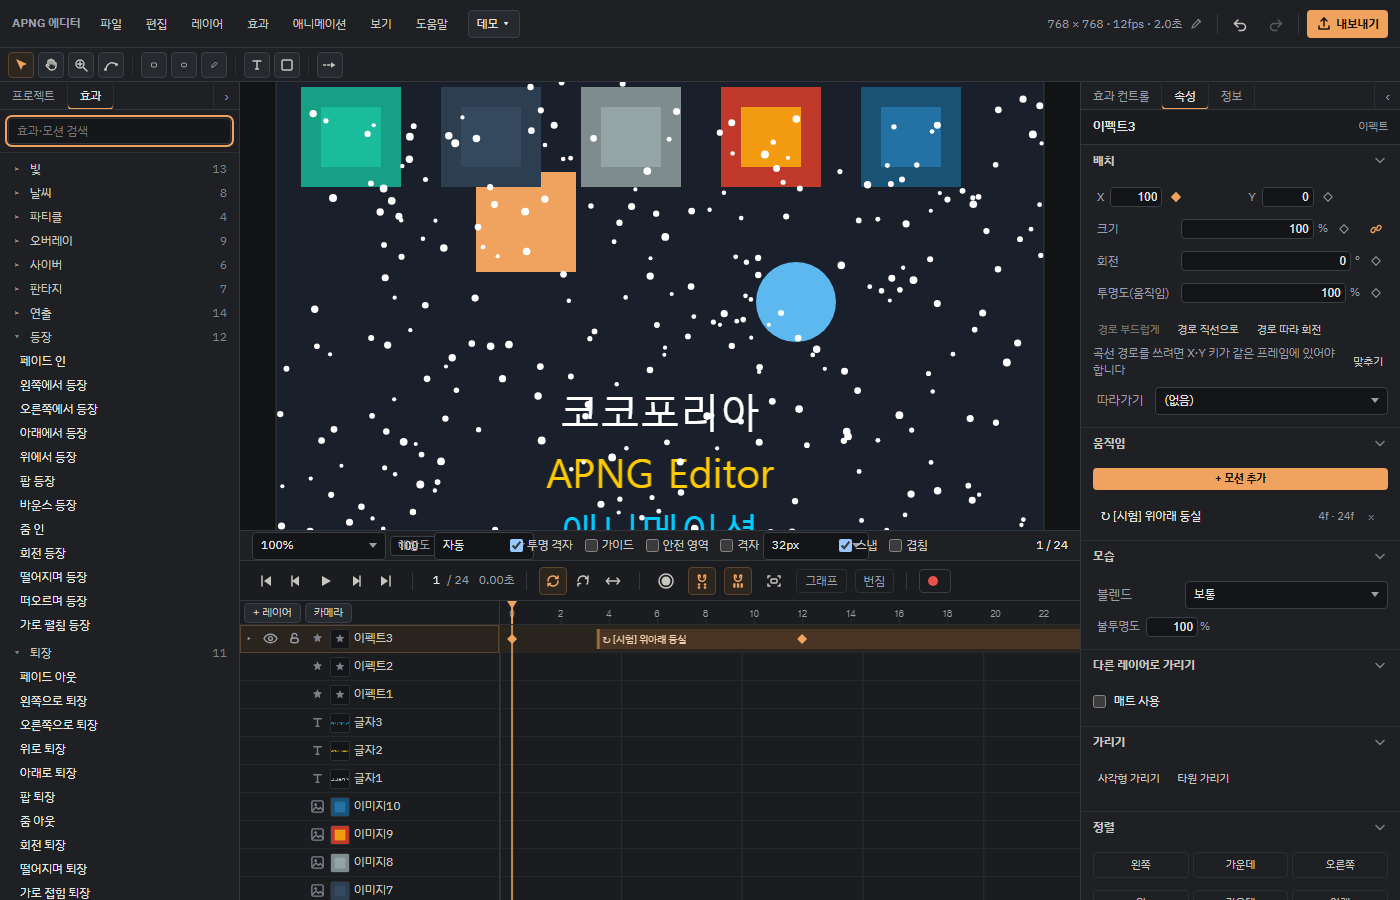 APNG 에디터 파일 편집 레이어 효과 애니메이션 보기 도움말 데모 768 × 768 · 12fps · 2.0초 내보내기
프로젝트 효과
효과·모션 검색
빛 13
날씨 8
파티클 4
오버레이 9
사이버 6
판타지 7
연출 14
등장 12
페이드 인
왼쪽에서 등장
오른쪽에서 등장
아래에서 등장
위에서 등장
팝 등장
바운스 등장
줌 인
회전 등장
떨어지며 등장
떠오르며 등장
가로 펼침 등장
퇴장 11
페이드 아웃
왼쪽으로 퇴장
오른쪽으로 퇴장
위로 퇴장
아래로 퇴장
팝 퇴장
줌 아웃
회전 퇴장
떨어지며 퇴장
가로 접힘 퇴장
코코포리아
APNG Editor
애니메이션
100% 자동 투명 격자 가이드 안전 영역 격자 32px 스냅 겹침 1 / 24
1 / 24 0.00초 그래프 번짐
+ 레이어 카메라 0 2 4 6 8 10 12 14 16 18 20 22
이펙트3 ↻ [시험] 위아래 둥실
이펙트2
이펙트1
글자3
글자2
글자1
이미지10
이미지9
이미지8
이미지7
효과 컨트롤 속성 정보
이펙트3 이펙트
배치
X 100 Y 0
크기 100 %
회전 0 °
투명도(움직임) 100 %
경로 부드럽게 경로 직선으로 경로 따라 회전
곡선 경로를 쓰려면 X·Y 키가 같은 프레임에 있어야
합니다 맞추기
따라가기 (없음)
움직임
+ 모션 추가
↻ [시험] 위아래 둥실 4f · 24f ×
모습
블렌드 보통
불투명도 100 %
다른 레이어로 가리기
매트 사용
가리기
사각형 가리기 타원 가리기
정렬
왼쪽 가운데 오른쪽